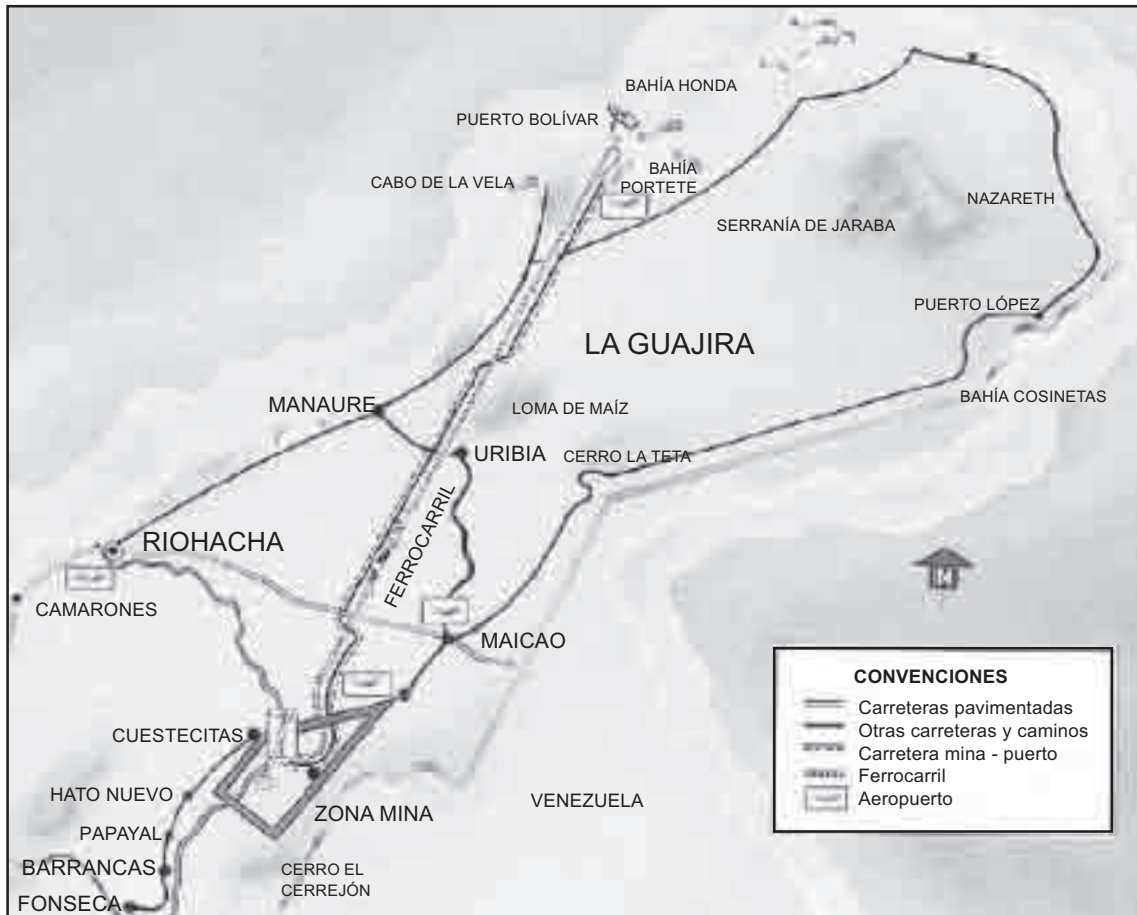 BAHÍA HONDA
PUERTO BOLÍVAR
BAHÍA
PORTETE
CABO DE LA VELA
NAZARETH
SERRANÍA DE JARABA
PUERTO LÓPEZ
LA GUAJIRA
BAHÍA COSINETAS
MANAURE
LOMA DE MAÍZ
URIBIA
CERRO LA TETA
FERROCARRIL
RIOHACHA
N
CAMARONES
MAICAO
CUESTECITAS
HATO NUEVO
ZONA MINA
VENEZUELA
PAPAYAL
BARRANCAS
CERRO EL
CERREJÓN
FONSECA
CONVENCIONES
Carreteras pavimentadas
Otras carreteras y caminos
Carretera mina - puerto
Ferrocarril
Aeropuerto